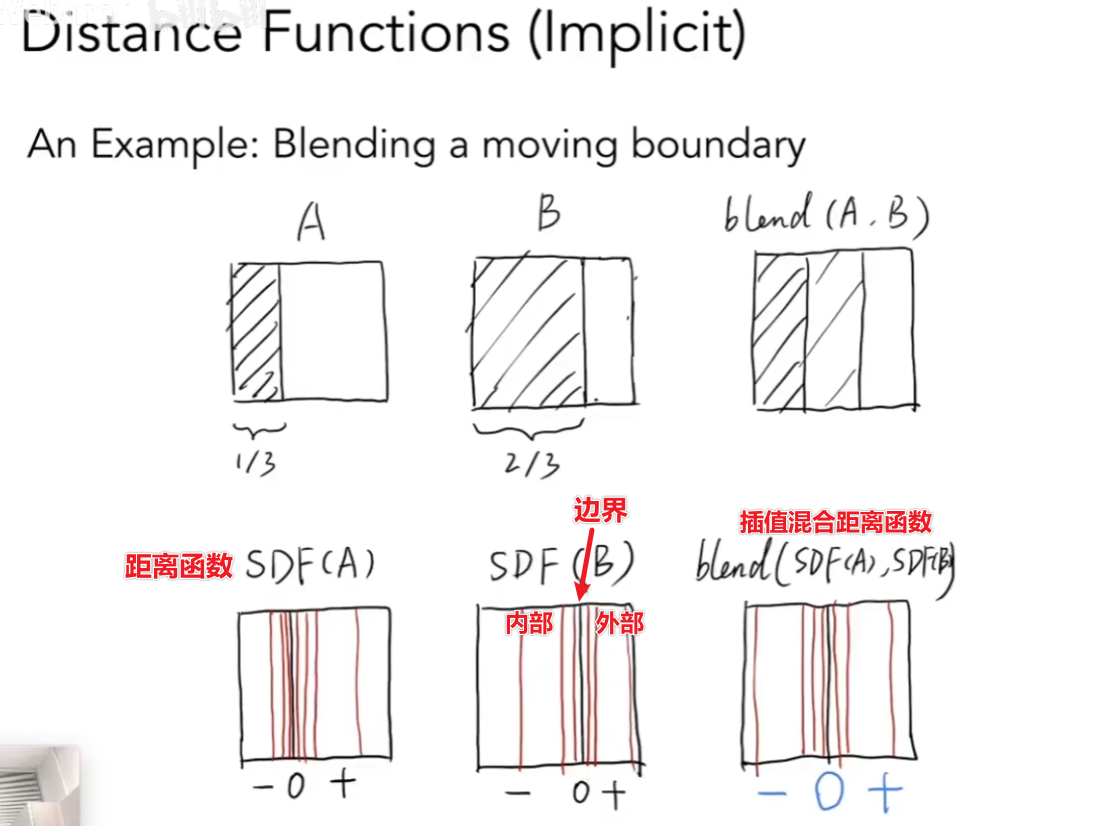 Distance Functions (Implicit)
An Example: Blending a moving boundary
A
B
blend (A, B)
1/3
2/3
边界
插值混合距离函数
距离函数 SDF(A)
SDF (B)
blend(SDF(A), SDF(B)
内部
外部
- 0 +
- 0 +
- 0 +